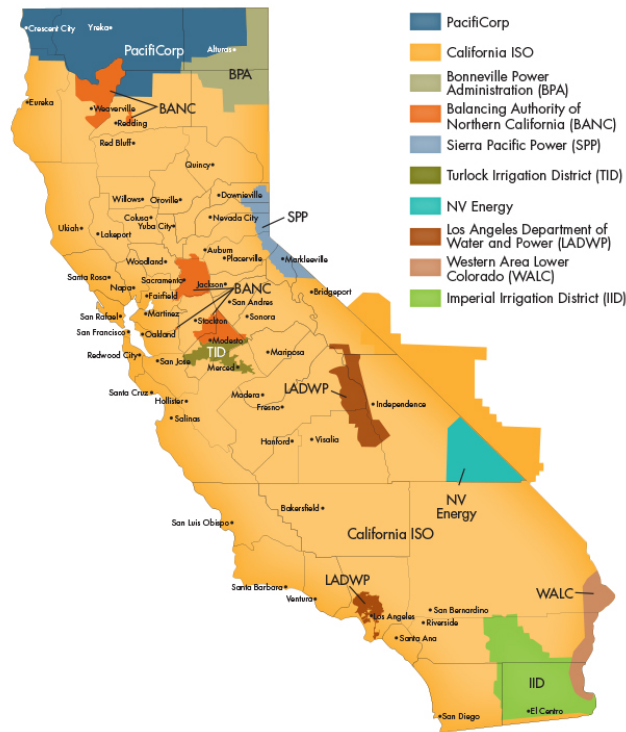 Crescent City
Yreka
PacifiCorp
Alturas
BPA
Eureka
Weaverville
BANC
Redding
Red Bluff
Quincy
Willows
Oroville
Downieville
Colusa
Yuba City
Nevada City
SPP
Ukiah
Lakeport
Auburn
Placerville
Woodland
Markleeville
Santa Rosa
Sacramento
Jackson
BANC
Napa
Fairfield
San Andres
Bridgeport
San Rafael
Martinez
Stockton
Sonora
San Francisco
Oakland
Modesto
TID
Redwood City
San Jose
Merced
Mariposa
Santa Cruz
Hollister
Madera
LADWP
Fresno
Independence
Salinas
Hanford
Visalia
NV
Energy
Bakersfield
San Luis Obispo
California ISO
LADWP
Santa Barbara
Ventura
Los Angeles
San Bernardino
Riverside
WALC
Santa Ana
IID
El Centro
San Diego
PacifiCorp
California ISO
Bonneville Power
Administration (BPA)
Balancing Authority of
Northern California (BANC)
Sierra Pacific Power (SPP)
Turlock Irrigation District (TID)
NV Energy
Los Angeles Department of
Water and Power (LADWP)
Western Area Lower
Colorado (WALC)
Imperial Irrigation District (IID)